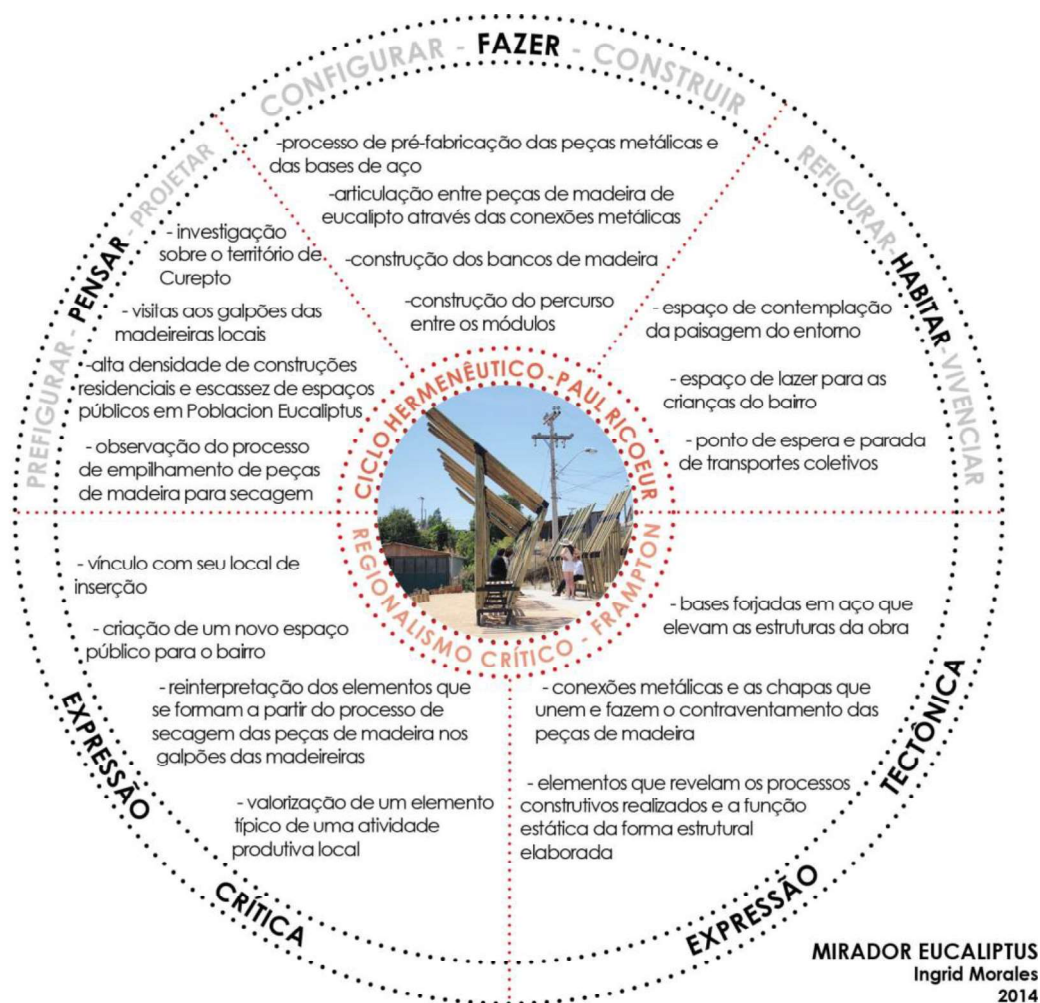 CONFIGURAR - FAZER - CONSTRUIR
-processo de pré-fabricação das peças metálicas e
das bases de aço
-articulação entre peças de madeira de
eucalipto através das conexões metálicas
-construção dos bancos de madeira
-construção do percurso
entre os módulos
PREFIGURAR - PENSAR - PROJETAR
- investigação
sobre o território de
Curepto
- visitas aos galpões das
madeireiras locais
-alta densidade de construções
residenciais e escassez de espaços
públicos em Poblacion Eucaliptus
- observação do processo
de empilhamento de peças
de madeira para secagem
REFIGURAR - HABITAR - VIVENCIAR
- espaço de contemplação
da paisagem do entorno
- espaço de lazer para as
crianças do bairro
- ponto de espera e parada
de transportes coletivos
CICLO HERMENÊUTICO - PAUL RICOEUR
REGIONALISMO CRÍTICO - FRAMPTON
- vínculo com seu local de
inserção
- criação de um novo espaço
público para o bairro
- reinterpretação dos elementos que
se formam a partir do processo de
secagem das peças de madeira nos
galpões das madeireiras
- valorização de um elemento
típico de uma atividade
produtiva local
EXPRESSÃO CRÍTICA
- bases forjadas em aço que
elevam as estruturas da obra
- conexões metálicas e as chapas que
unem e fazem o contraventamento das
peças de madeira
- elementos que revelam os processos
construtivos realizados e a função
estática da forma estrutural
elaborada
EXPRESSÃO TECTÔNICA
MIRADOR EUCALIPTUS
Ingrid Morales
2014